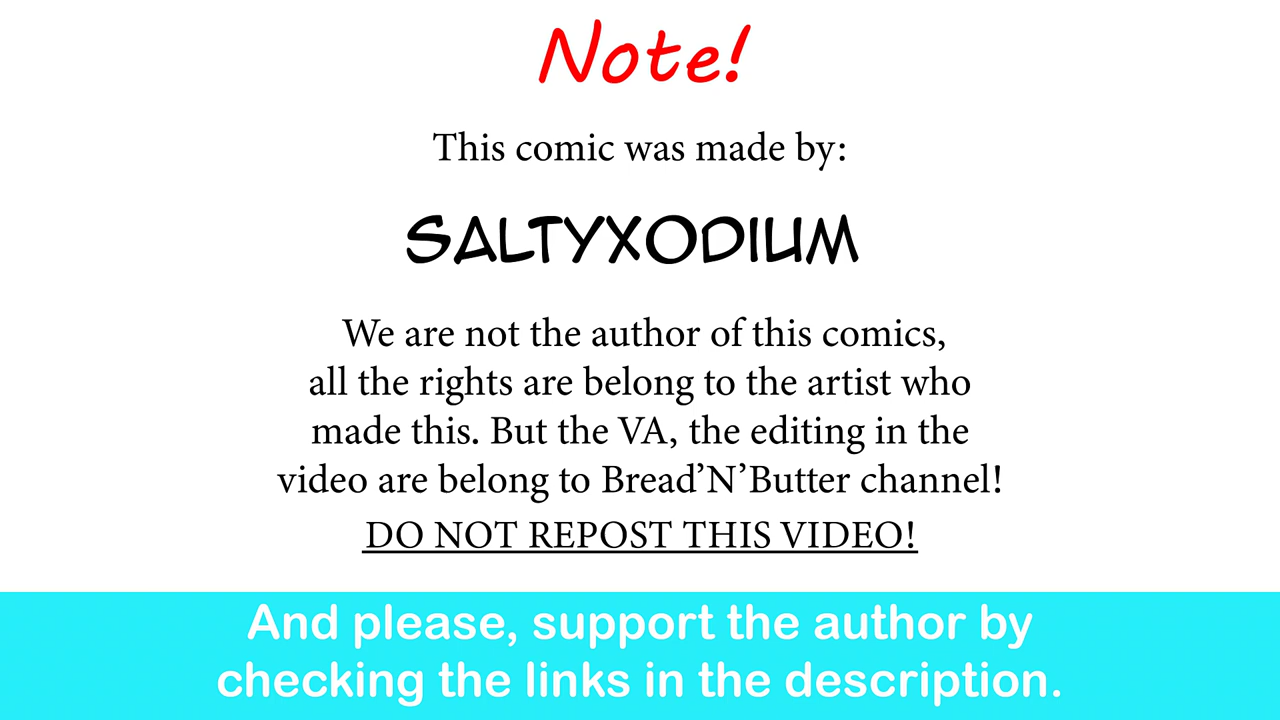 Note!
This comic was made by:
SALTYXODIUM
We are not the author of this comics,
all the rights are belong to the artist who
made this. But the VA, the editing in the
video are belong to Bread’N’Butter channel!
DO NOT REPOST THIS VIDEO!
And please, support the author by
checking the links in the description.